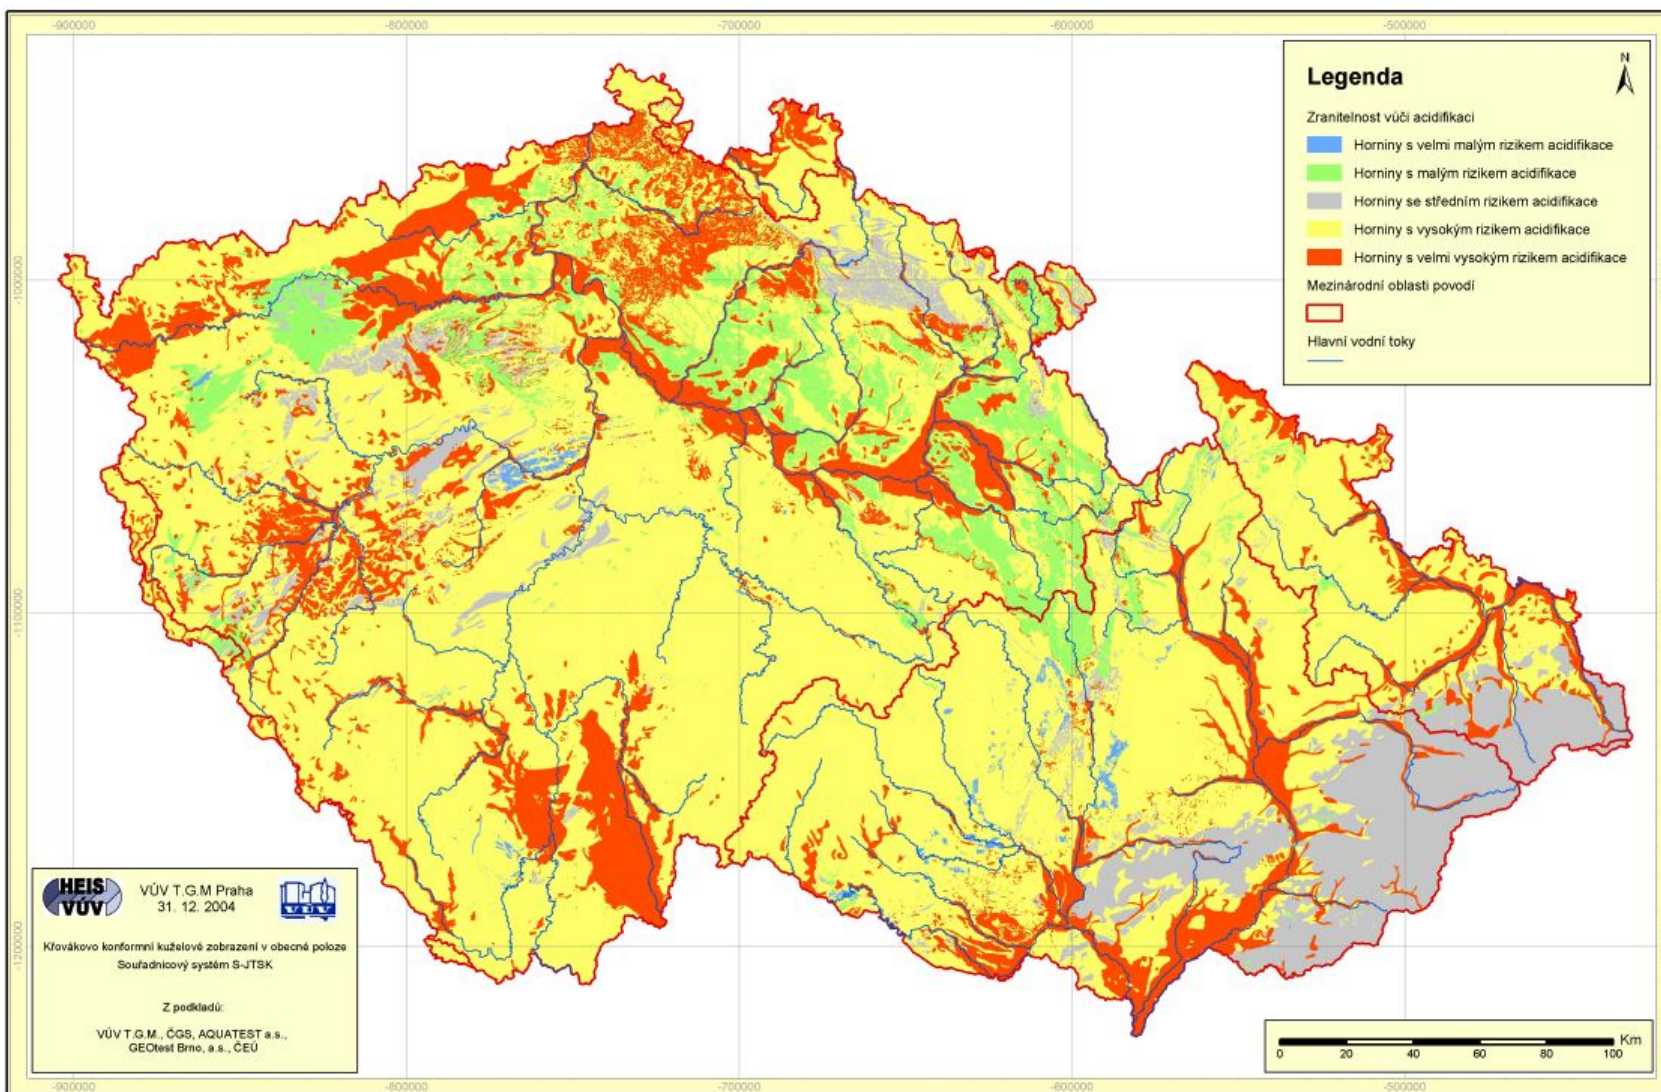 -900000
-800000
-700000
-600000
-500000
Legenda
N
Zranitelnost vůči acidifikaci
Horniny s velmi malým rizikem acidifikace
Horniny s malým rizikem acidifikace
Horniny se středním rizikem acidifikace
Horniny s vysokým rizikem acidifikace
Horniny s velmi vysokým rizikem acidifikace
Mezinárodní oblasti povodí
Hlavní vodní toky
-1000000
-1000000
-1100000
-1100000
-1200000
-1200000
HEIS
VÚV
VÚV T.G.M Praha
31. 12. 2004
Křovákovo konformní kuželové zobrazení v obecné poloze
Souřadnicový systém S-JTSK
Z podkladů:
VÚV T.G.M., ČGS, AQUATEST a.s.,
GEOtest Brno, a.s., ČEÚ
Km
0 20 40 60 80 100
-900000
-800000
-700000
-600000
-500000